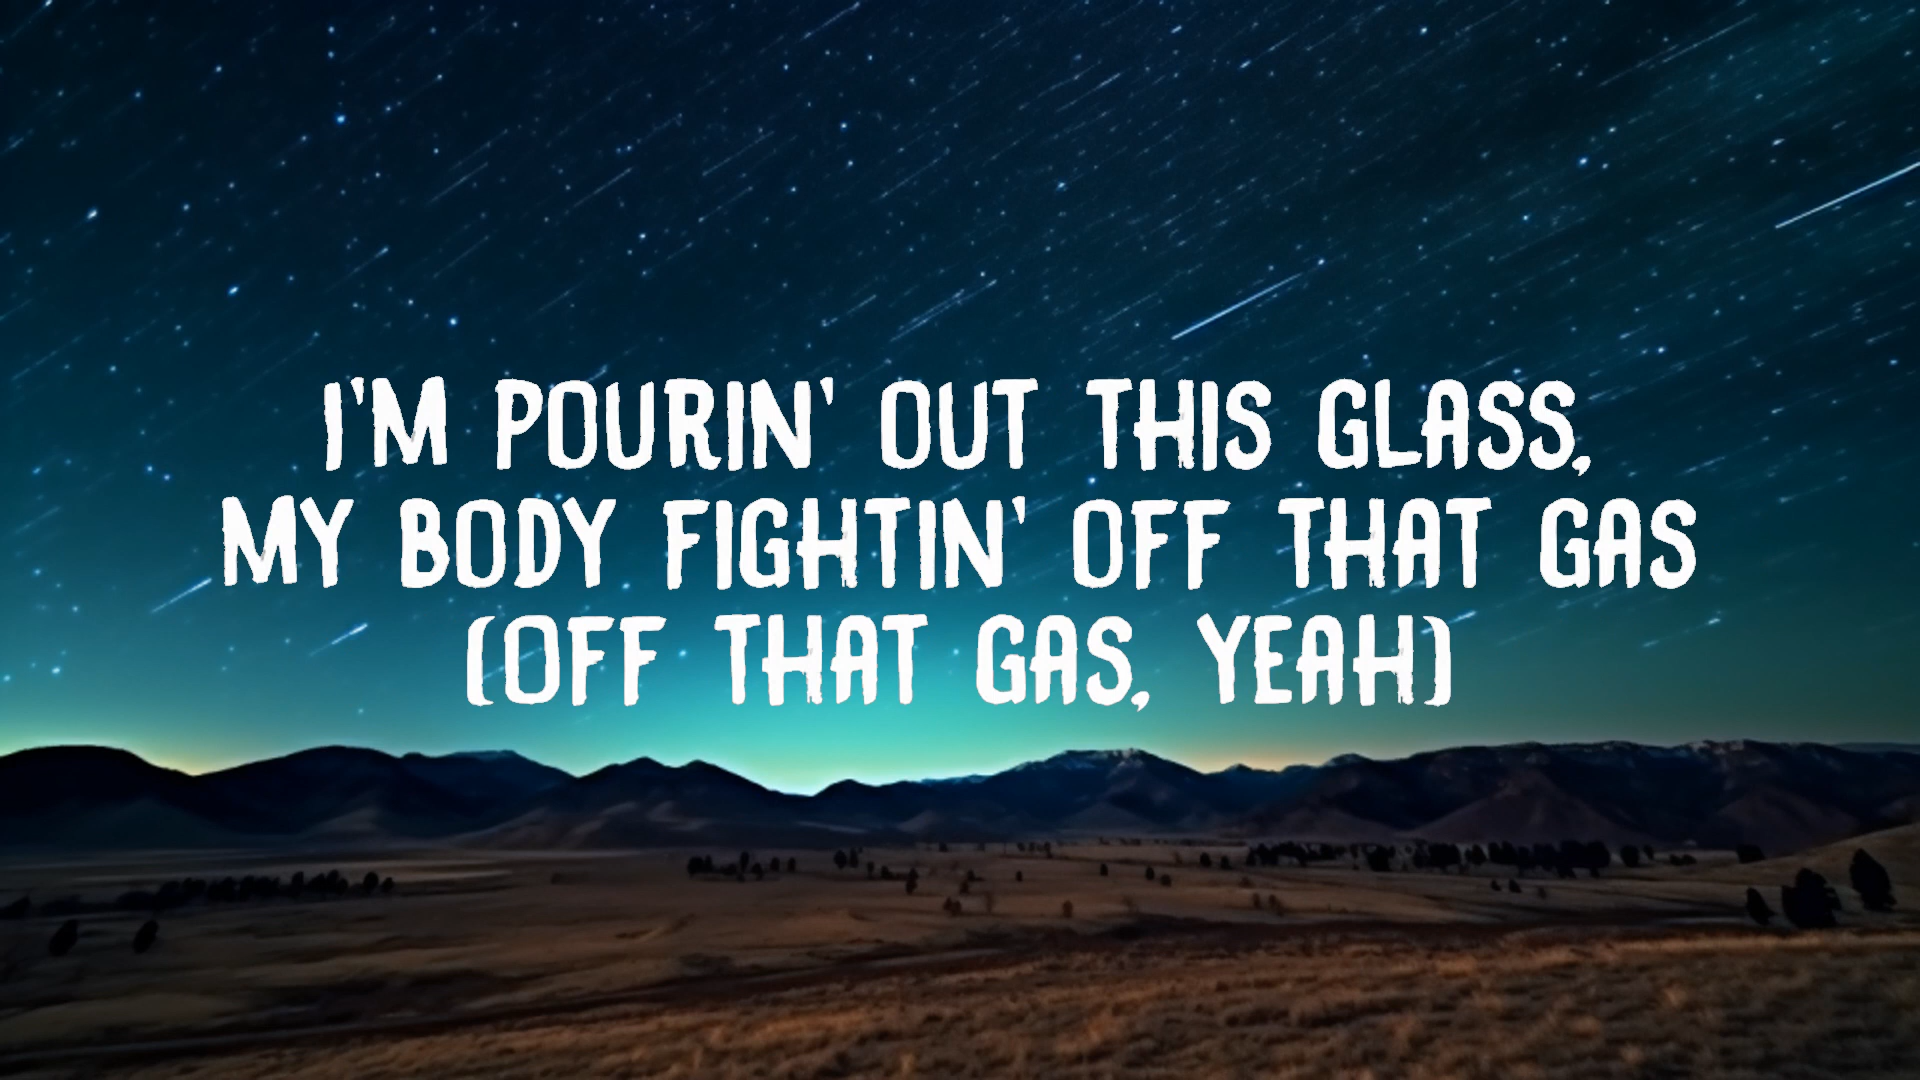 I'M POURIN' OUT THIS GLASS,
MY BODY FIGHTIN' OFF THAT GAS
(OFF THAT GAS, YEAH)